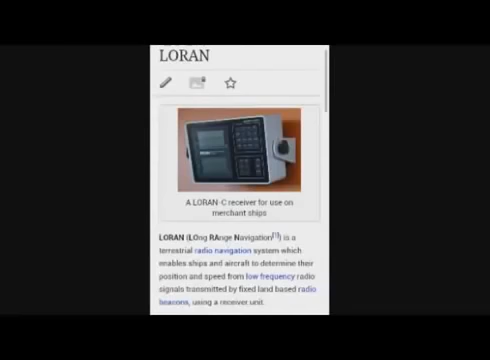 LORAN
A LORAN-C receiver for use on
merchant ships
LORAN (LOng RAnge Navigation[1]) is a
terrestrial radio navigation system which
enables ships and aircraft to determine their
position and speed from low frequency radio
signals transmitted by fixed land based radio
beacons, using a receiver unit.